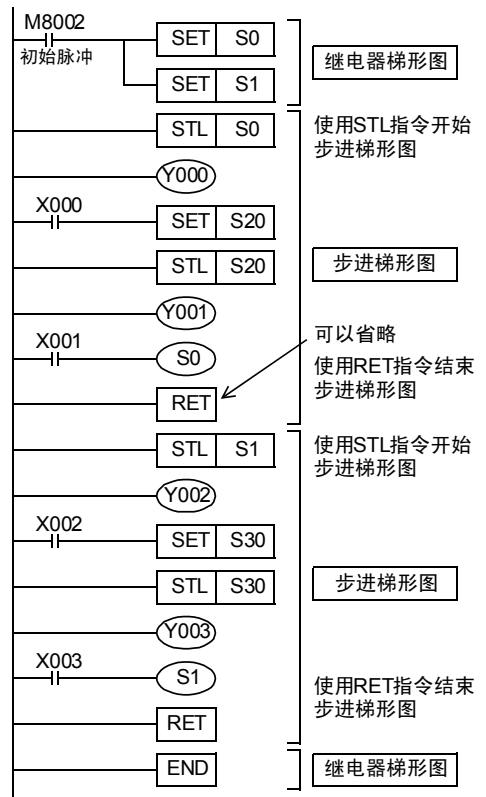 M8002
初始脉冲
SET S0
继电器梯形图
SET S1
STL S0
使用STL指令开始
步进梯形图
Y000
X000
SET S20
STL S20
步进梯形图
Y001
X001
S0
可以省略
使用RET指令结束
步进梯形图
RET
STL S1
使用STL指令开始
步进梯形图
Y002
X002
SET S30
STL S30
步进梯形图
Y003
X003
S1
使用RET指令结束
步进梯形图
RET
END
继电器梯形图